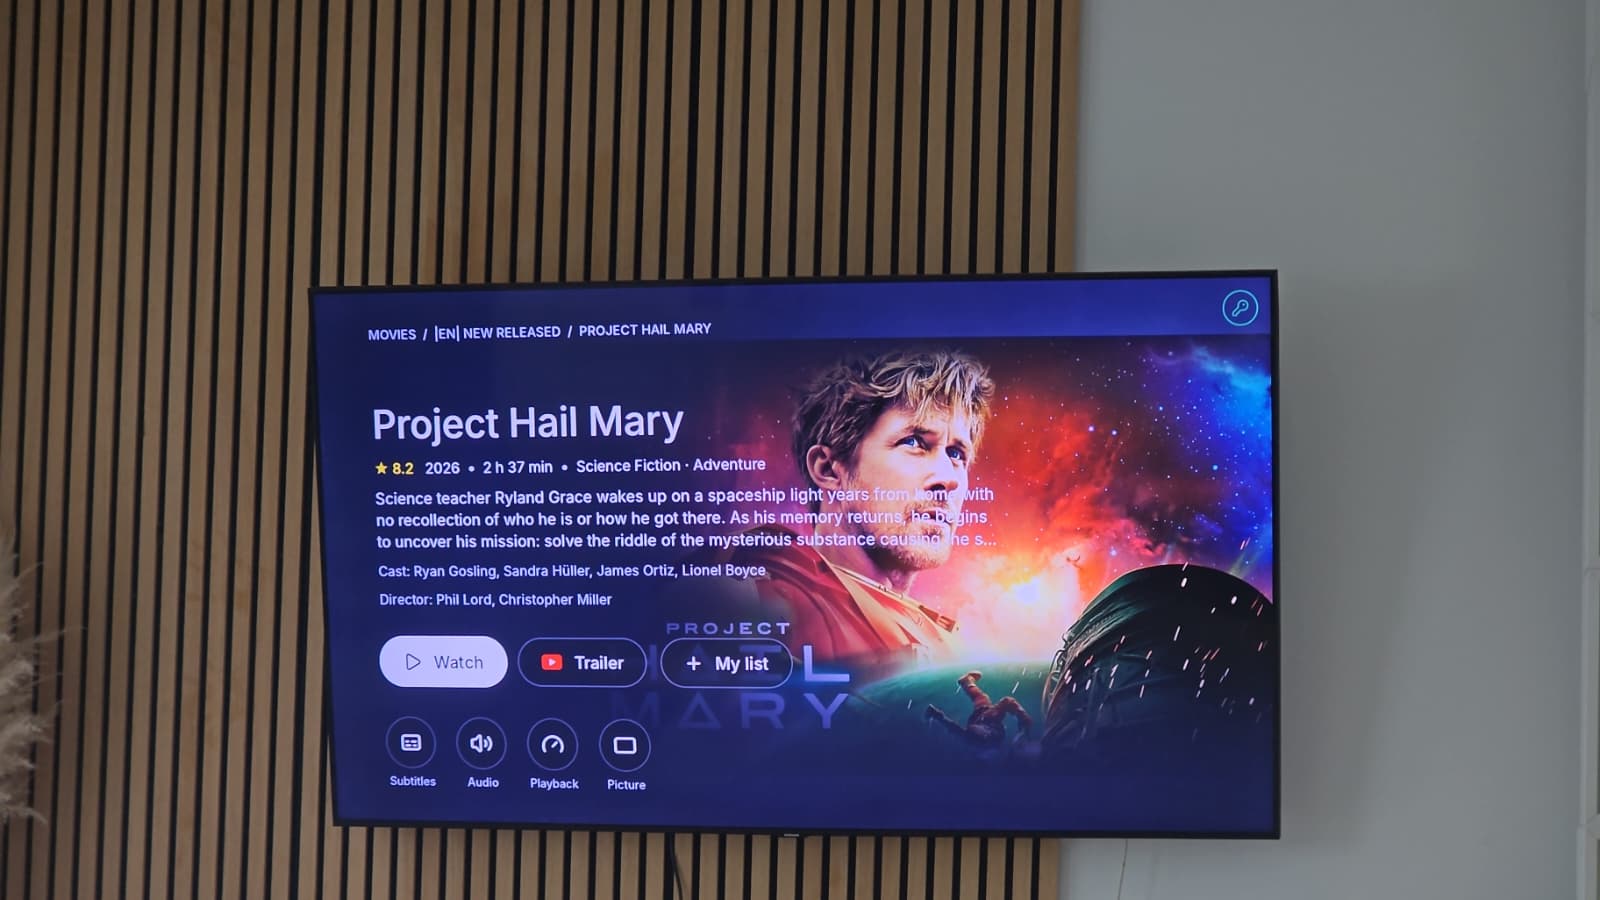 MOVIES / |EN| NEW RELEASED / PROJECT HAIL MARY
Project Hail Mary
★ 8.2 2026 • 2 h 37 min • Science Fiction · Adventure
Science teacher Ryland Grace wakes up on a spaceship light years from home with
no recollection of who he is or how he got there. As his memory returns, he begins
to uncover his mission: solve the riddle of the mysterious substance causing the s...
Cast: Ryan Gosling, Sandra Hüller, James Ortiz, Lionel Boyce
Director: Phil Lord, Christopher Miller
PROJECT
HAIL
MARY
Watch
Trailer
+ My list
Subtitles
Audio
Playback
Picture